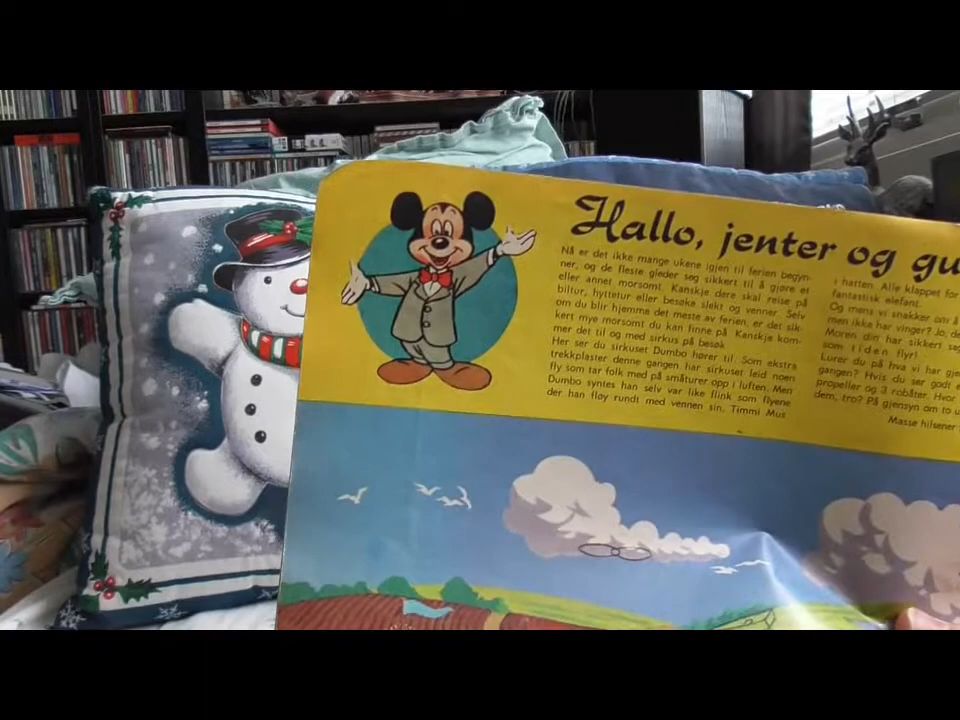 Hallo, jenter og gu
Nå er det ikke mange ukene igjen til ferien begyn-
ner, og de fleste gleder seg sikkert til å gjøre et
eller annet morsomt. Kanskje dere skal reise på
biltur, hytteturer eller besøke slekt og venner. Selv
om du blir hjemme det meste av ferien, er det sik-
kert mye morsomt du kan finne på. Kanskje kom-
mer det til og med sirkus på besøk
Her ser du sirkuset Dumbo hører til. Som ekstra
trekkplaster denne gangen har sirkuset leid noen
fly som tar folk med på småturer opp i luften. Men
Dumbo syntes han selv var like flink som flyene
der han fløy rundt med vennen sin, Timmi Mus
i hatten. Alle klappet for
fantastisk elefant.
Og mens vi snakker om å
men ikke har vinger? Jo, de
Moren din har sikkert sag
som tiden flyr!
Lurer du på hva vi har gje
gangen? Hvis du ser godt e
propeller og 3 robåter. Hvor
dem, tro? På gjensyn om to u
Masse hilsener